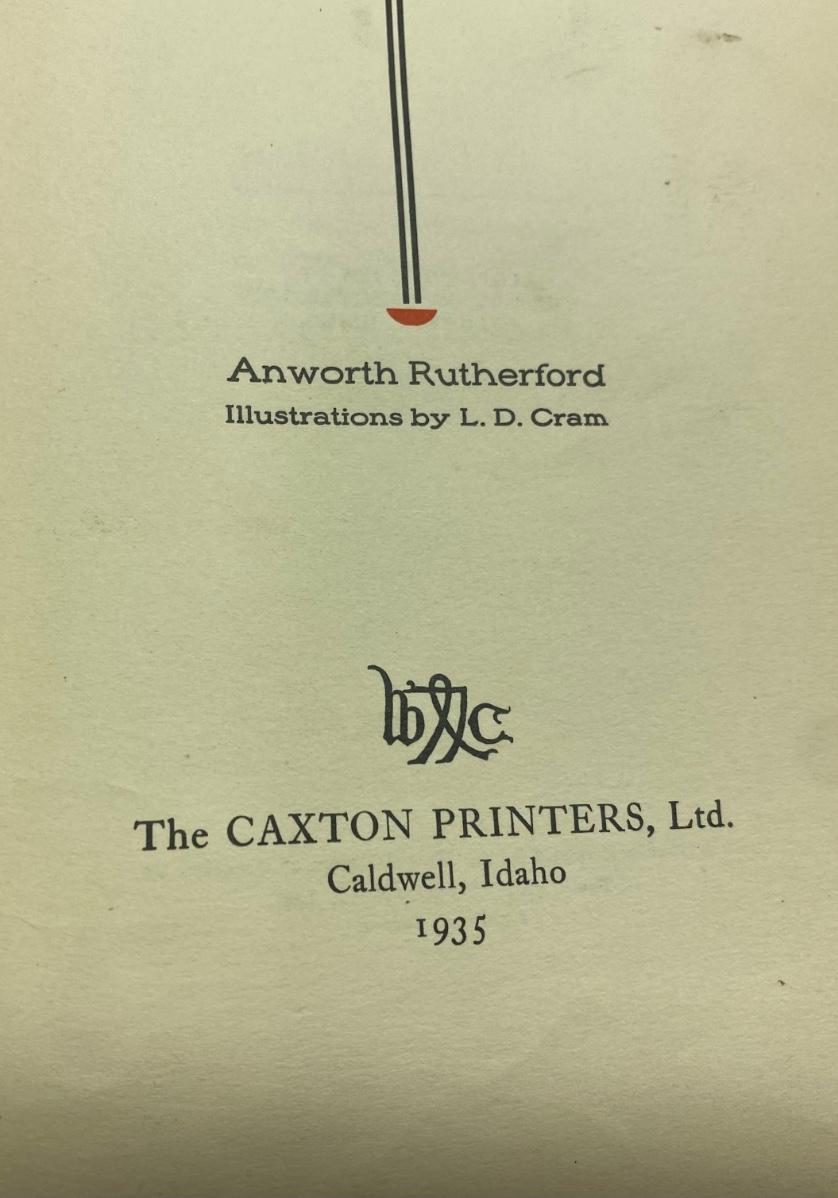 Anworth Rutherford
Illustrations by L. D. Cram
The CAXTON PRINTERS, Ltd.
Caldwell, Idaho
1935